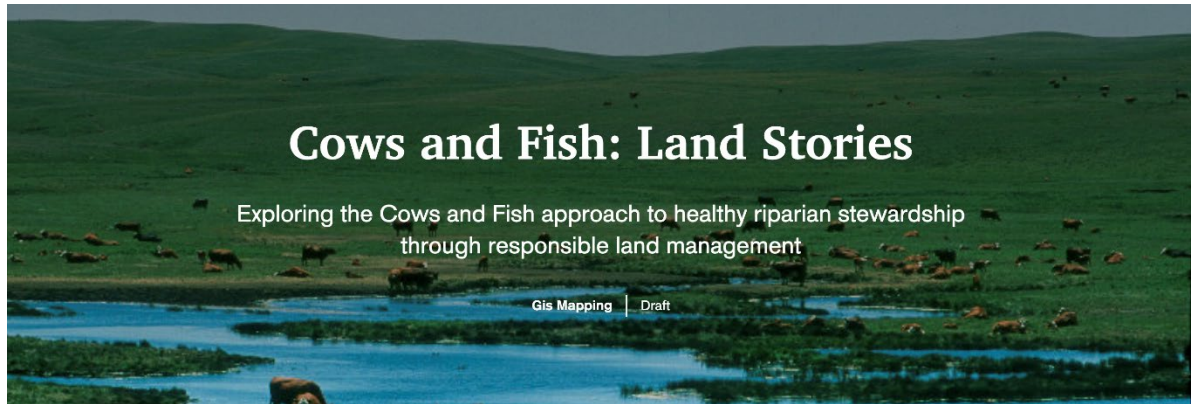 Cows and Fish: Land Stories
Exploring the Cows and Fish approach to healthy riparian stewardship
through responsible land management
Gis Mapping | Draft